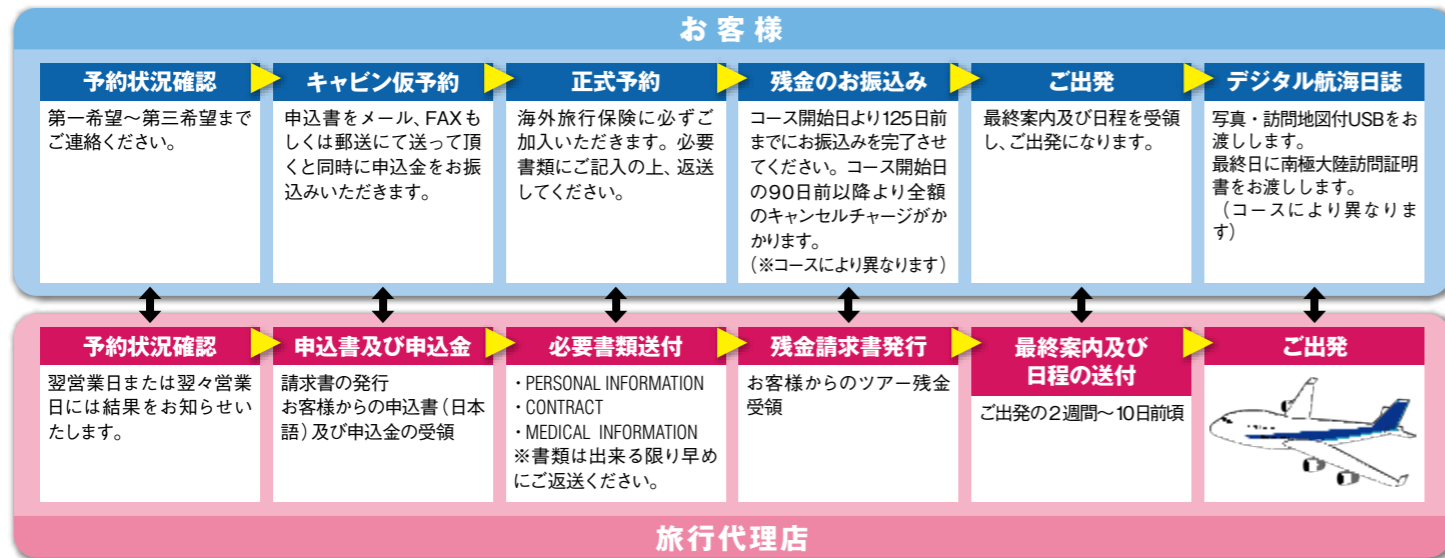 お客様
予約状況確認
第一希望～第三希望まで
ご連絡ください。
キャビン仮予約
申込書をメール、FAXも
しくは郵送にて送って頂
くと同時に申込金をお振
込みいただきます。
正式予約
海外旅行保険に必ずご
加入いただきます。必要
書類にご記入の上、返送
してください。
残金のお振込み
コース開始日より125日前
までにお振込みを完了させ
てください。コース開始日
の90日前以降より全額
のキャンセルチャージがか
かります。
（※コースにより異なります）
ご出発
最終案内及び日程を受領
し、ご出発になります。
デジタル航海日誌
写真・訪問地図付USBをお
渡しします。
最終日に南極大陸訪問証明
書をお渡しします。
（コースにより異なりま
す）
予約状況確認
翌営業日または翌々営業
日には結果をお知らせい
たします。
申込書及び申込金
請求書の発行
お客様からの申込書（日本
語）及び申込金の受領
必要書類送付
・PERSONAL INFORMATION
・CONTRACT
・MEDICAL INFORMATION
※書類は出来る限り早め
にご返送ください。
残金請求書発行
お客様からのツアー残金
受領
最終案内及び
日程の送付
ご出発の2週間～10日前頃
ご出発
旅行代理店